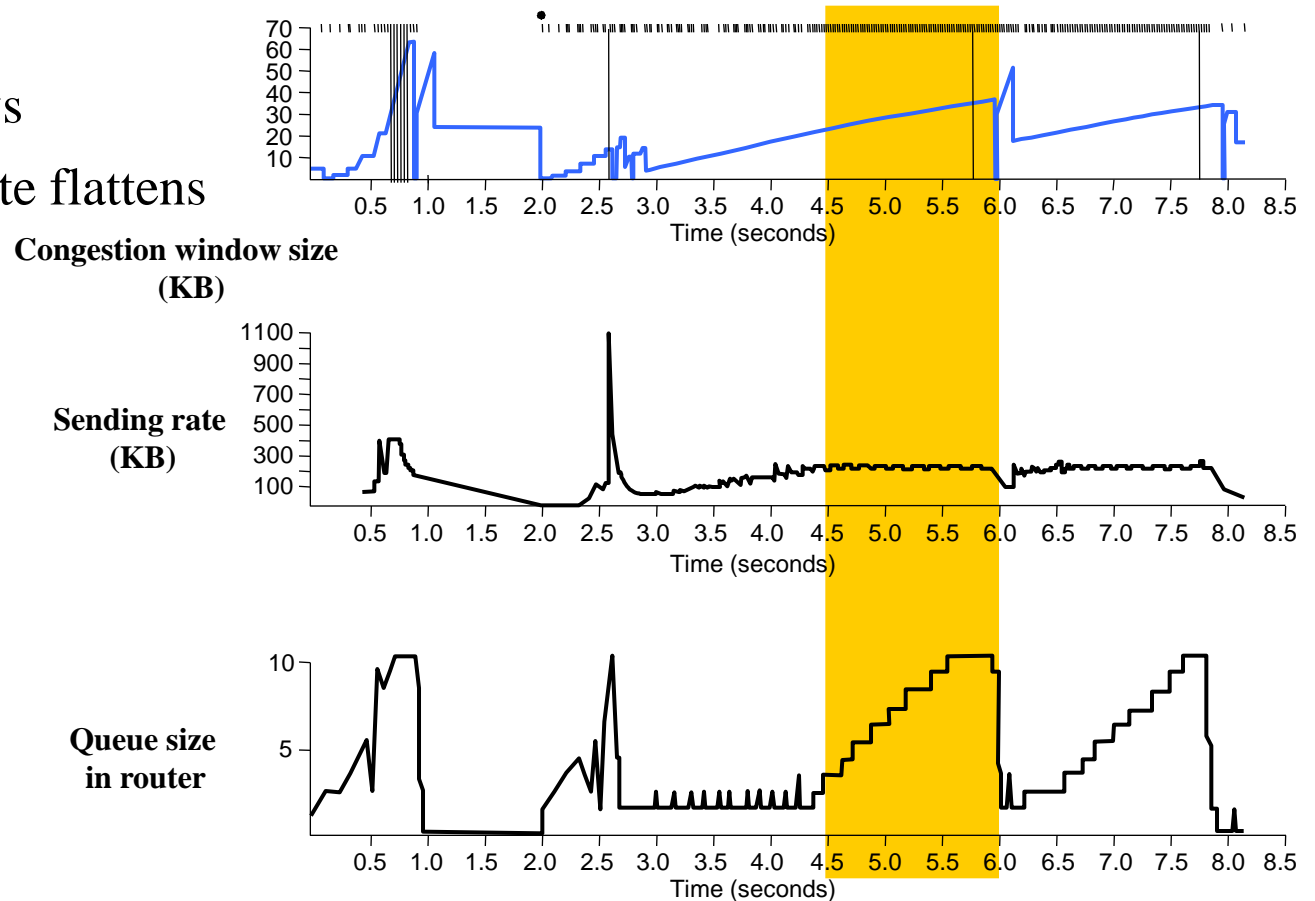 70
60
50
40
30
20
10
s
te flattens
0.5 1.0 1.5 2.0 2.5 3.0 3.5 4.0 4.5 5.0 5.5 6.0 6.5 7.0 7.5 8.0 8.5
Time (seconds)
Congestion window size
(KB)
1100
900
700
500
300
100
Sending rate
(KB)
0.5 1.0 1.5 2.0 2.5 3.0 3.5 4.0 4.5 5.0 5.5 6.0 6.5 7.0 7.5 8.0 8.5
Time (seconds)
10
5
Queue size
in router
0.5 1.0 1.5 2.0 2.5 3.0 3.5 4.0 4.5 5.0 5.5 6.0 6.5 7.0 7.5 8.0 8.5
Time (seconds)